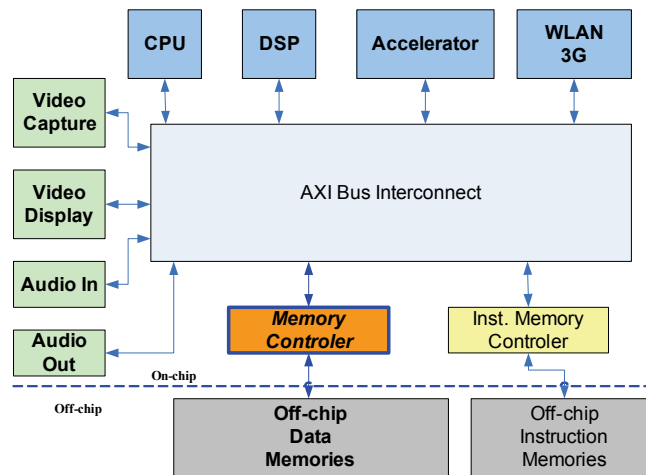 CPU
DSP
Accelerator
WLAN
3G
Video
Capture
AXI Bus Interconnect
Video
Display
Audio In
Audio
Out
Memory
Controler
Inst. Memory
Controler
On-chip
Off-chip
Off-chip
Data
Memories
Off-chip
Instruction
Memories